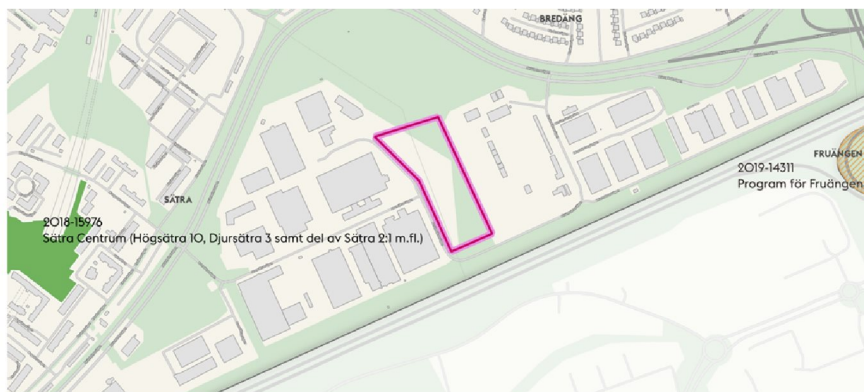 BREDÄNG
FRUÄNGEN
2019-14311
Program för Fruängen
SÄTRA
2018-15976
Sätra Centrum (Högsätra 10, Djursätra 3 samt del av Sätra 2:1 m.fl.)